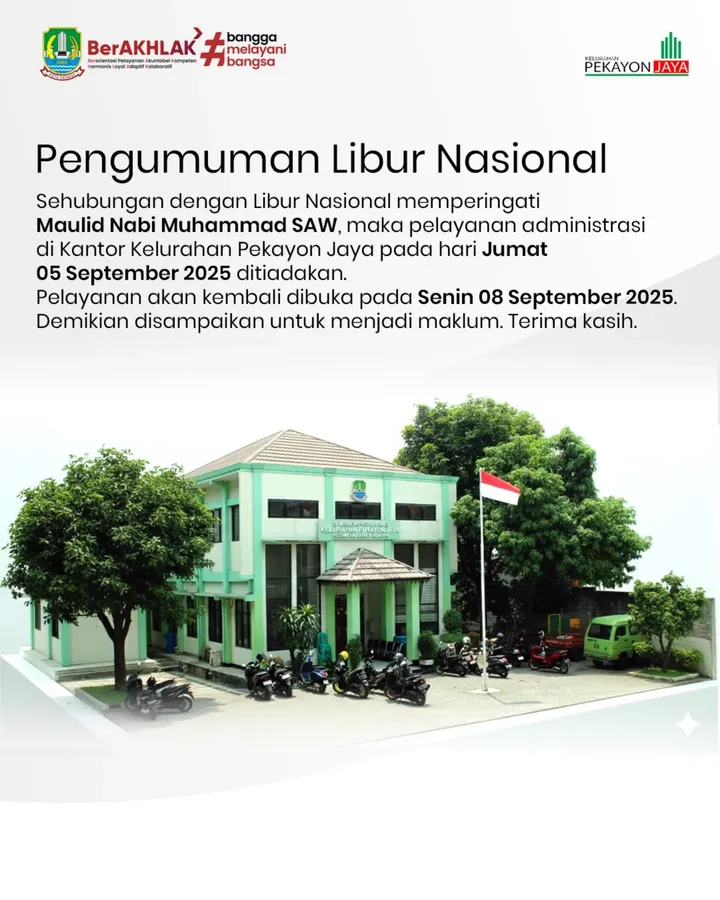 BerAKHLAK
Berorientasi Pelayanan Akuntabel Kompeten
Harmonis Loyal Adaptif Kolaboratif
#bangga
melayani
bangsa
KELURAHAN
PEKAYON JAYA
Pengumuman Libur Nasional
Sehubungan dengan Libur Nasional memperingati
Maulid Nabi Muhammad SAW, maka pelayanan administrasi
di Kantor Kelurahan Pekayon Jaya pada hari Jumat
05 September 2025 ditiadakan.
Pelayanan akan kembali dibuka pada Senin 08 September 2025.
Demikian disampaikan untuk menjadi maklum. Terima kasih.